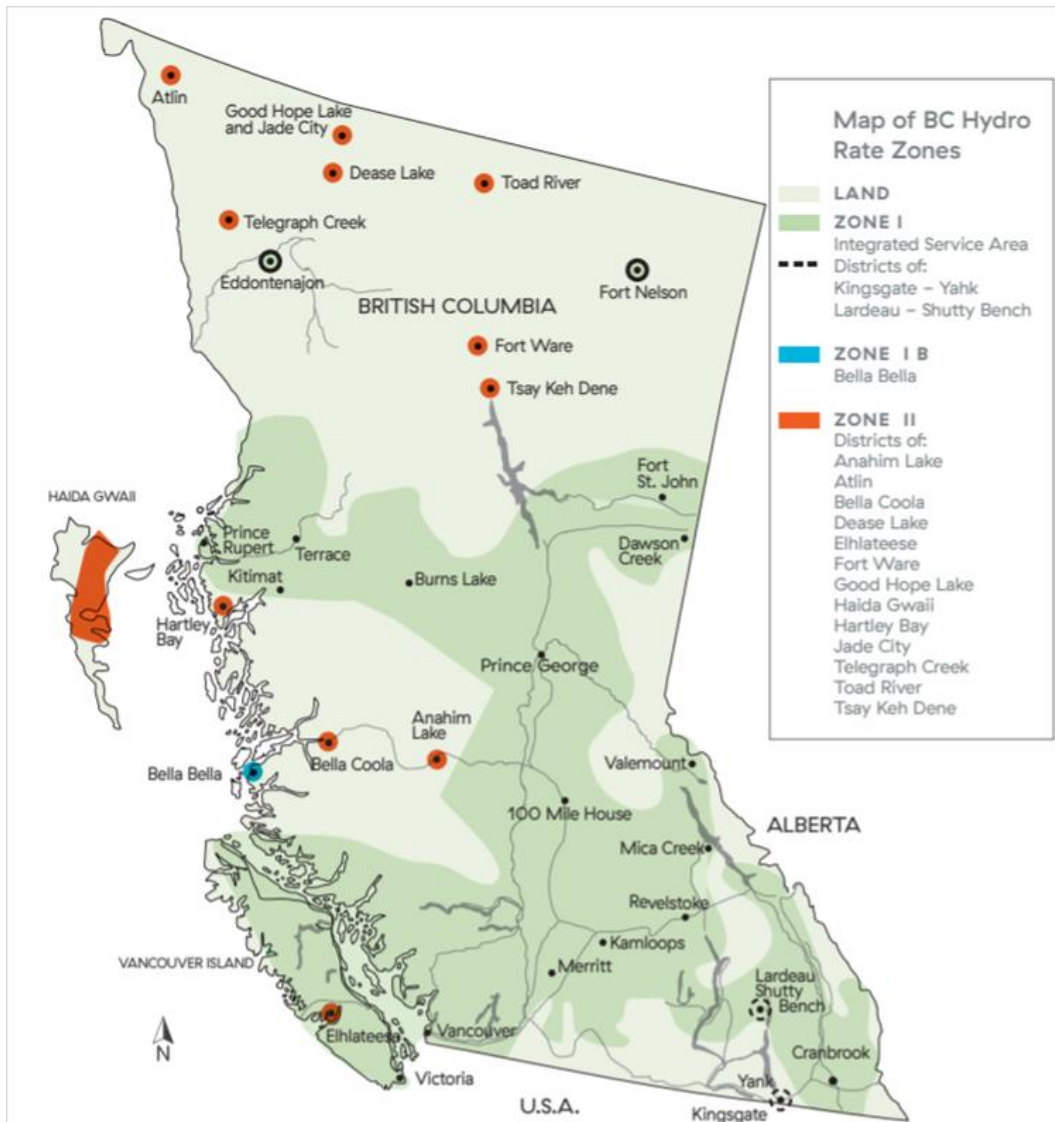 Atlin
Good Hope Lake
and Jade City
Dease Lake
Toad River
Telegraph Creek
Eddontenajon
Fort Nelson
BRITISH COLUMBIA
Fort Ware
Tsay Keh Dene
Fort
St. John
HAIDA GWAII
Prince
Rupert
Terrace
Dawson
Creek
Kitimat
Burns Lake
Hartley
Bay
Prince George
Anahim
Lake
Bella Coola
Bella Bella
Valemount
100 Mile House
ALBERTA
Mica Creek
Revelstoke
Kamloops
VANCOUVER ISLAND
Merritt
Lardeau
Shutty
Bench
Elhlateese
Vancouver
Cranbrook
Victoria
Yank
Kingsgate
U.S.A.
N
Map of BC Hydro
Rate Zones
LAND
ZONE I
Integrated Service Area
Districts of:
Kingsgate – Yahk
Lardeau – Shutty Bench
ZONE I B
Bella Bella
ZONE II
Districts of:
Anahim Lake
Atlin
Bella Coola
Dease Lake
Elhlateese
Fort Ware
Good Hope Lake
Haida Gwaii
Hartley Bay
Jade City
Telegraph Creek
Toad River
Tsay Keh Dene